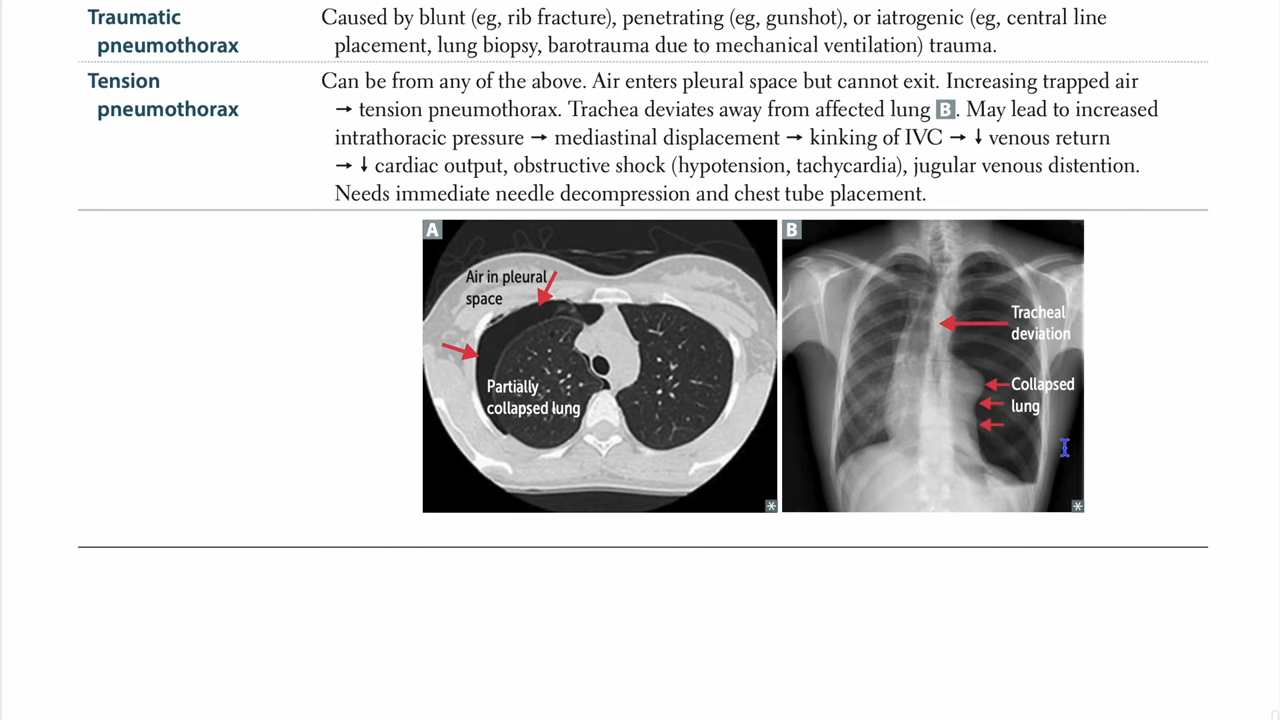 Traumatic
pneumothorax
Caused by blunt (eg, rib fracture), penetrating (eg, gunshot), or iatrogenic (eg, central line
placement, lung biopsy, barotrauma due to mechanical ventilation) trauma.
Tension
pneumothorax
Can be from any of the above. Air enters pleural space but cannot exit. Increasing trapped air
→ tension pneumothorax. Trachea deviates away from affected lung B. May lead to increased
intrathoracic pressure → mediastinal displacement → kinking of IVC → ↓ venous return
→ ↓ cardiac output, obstructive shock (hypotension, tachycardia), jugular venous distention.
Needs immediate needle decompression and chest tube placement.
A
Air in pleural
space
Partially
collapsed lung
*
B
Tracheal
deviation
Collapsed
lung
*